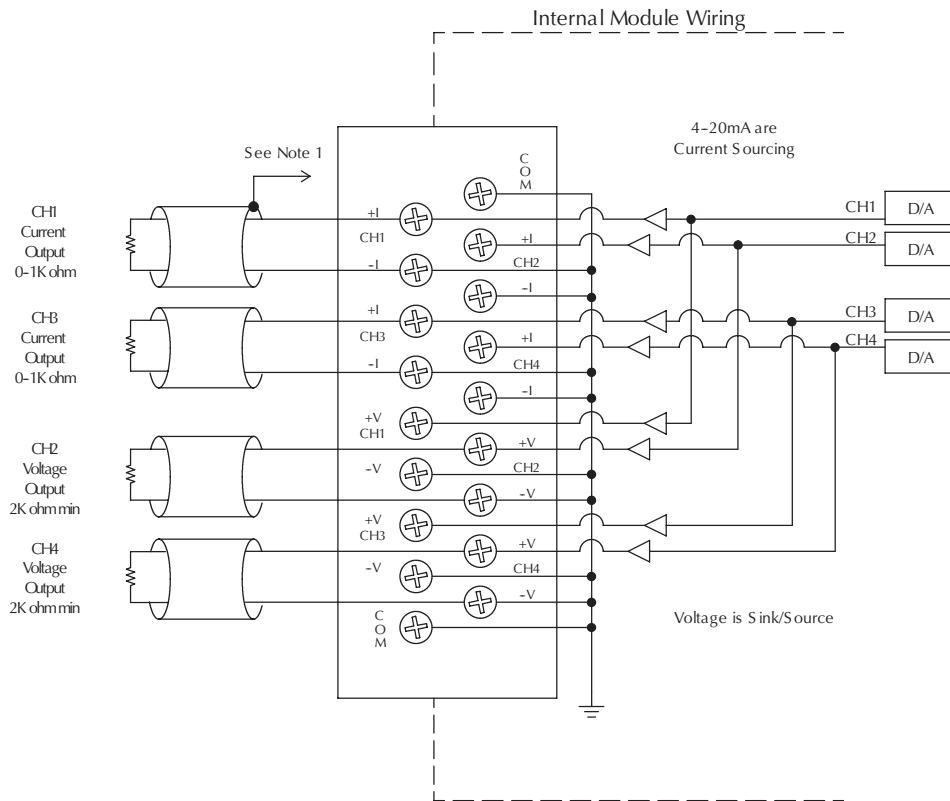 Internal Module Wiring
4-20mA are
Current Sourcing
See Note 1
C
O
M
CH1
Current
Output
0-1K ohm
+I
CH1
-I
+I
CH2
-I
CH1
D/A
CH2
D/A
CH3
Current
Output
0-1K ohm
+I
CH3
-I
+I
CH4
-I
CH3
D/A
CH4
D/A
+V
CH1
-V
CH2
Voltage
Output
2K ohm min
+V
CH2
-V
+V
CH3
-V
CH4
Voltage
Output
2K ohm min
+V
CH4
-V
C
O
M
Voltage is Sink/Source